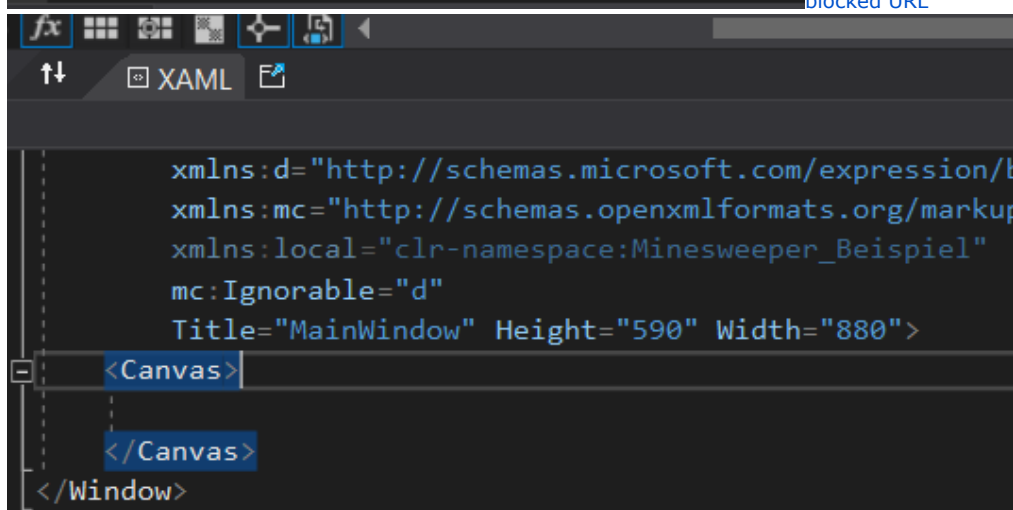 blocked URL
fx
XAML
xmlns:d="http://schemas.microsoft.com/expression/
xmlns:mc="http://schemas.openxmlformats.org/marku
xmlns:local="clr-namespace:Minesweeper_Beispiel"
mc:Ignorable="d"
Title="MainWindow" Height="590" Width="880">
<Canvas>
</Canvas>
</Window>